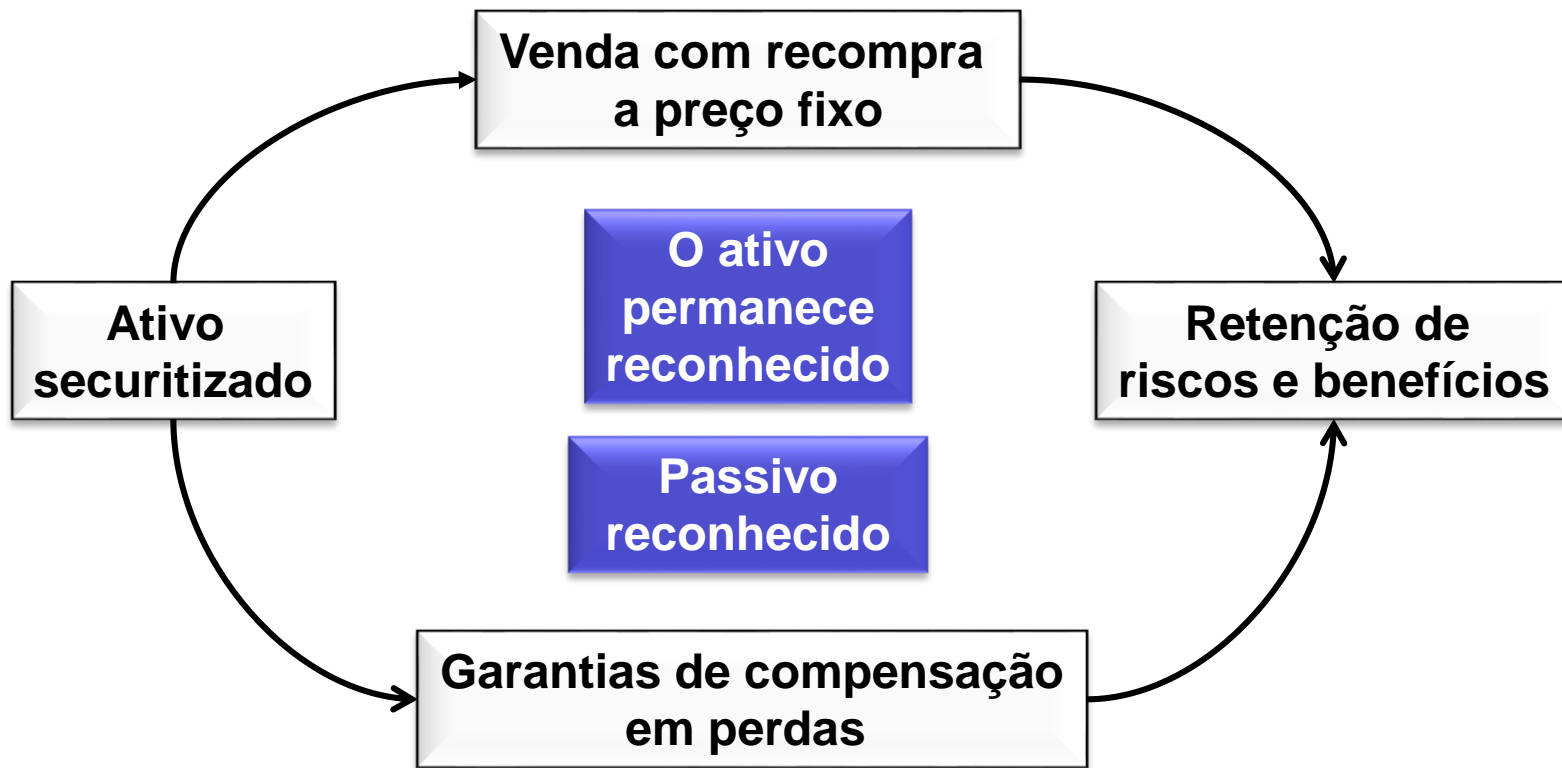 Venda com recompra
a preço fixo
O ativo
permanece
reconhecido
Ativo
securitizado
Retenção de
riscos e benefícios
Passivo
reconhecido
Garantias de compensação
em perdas